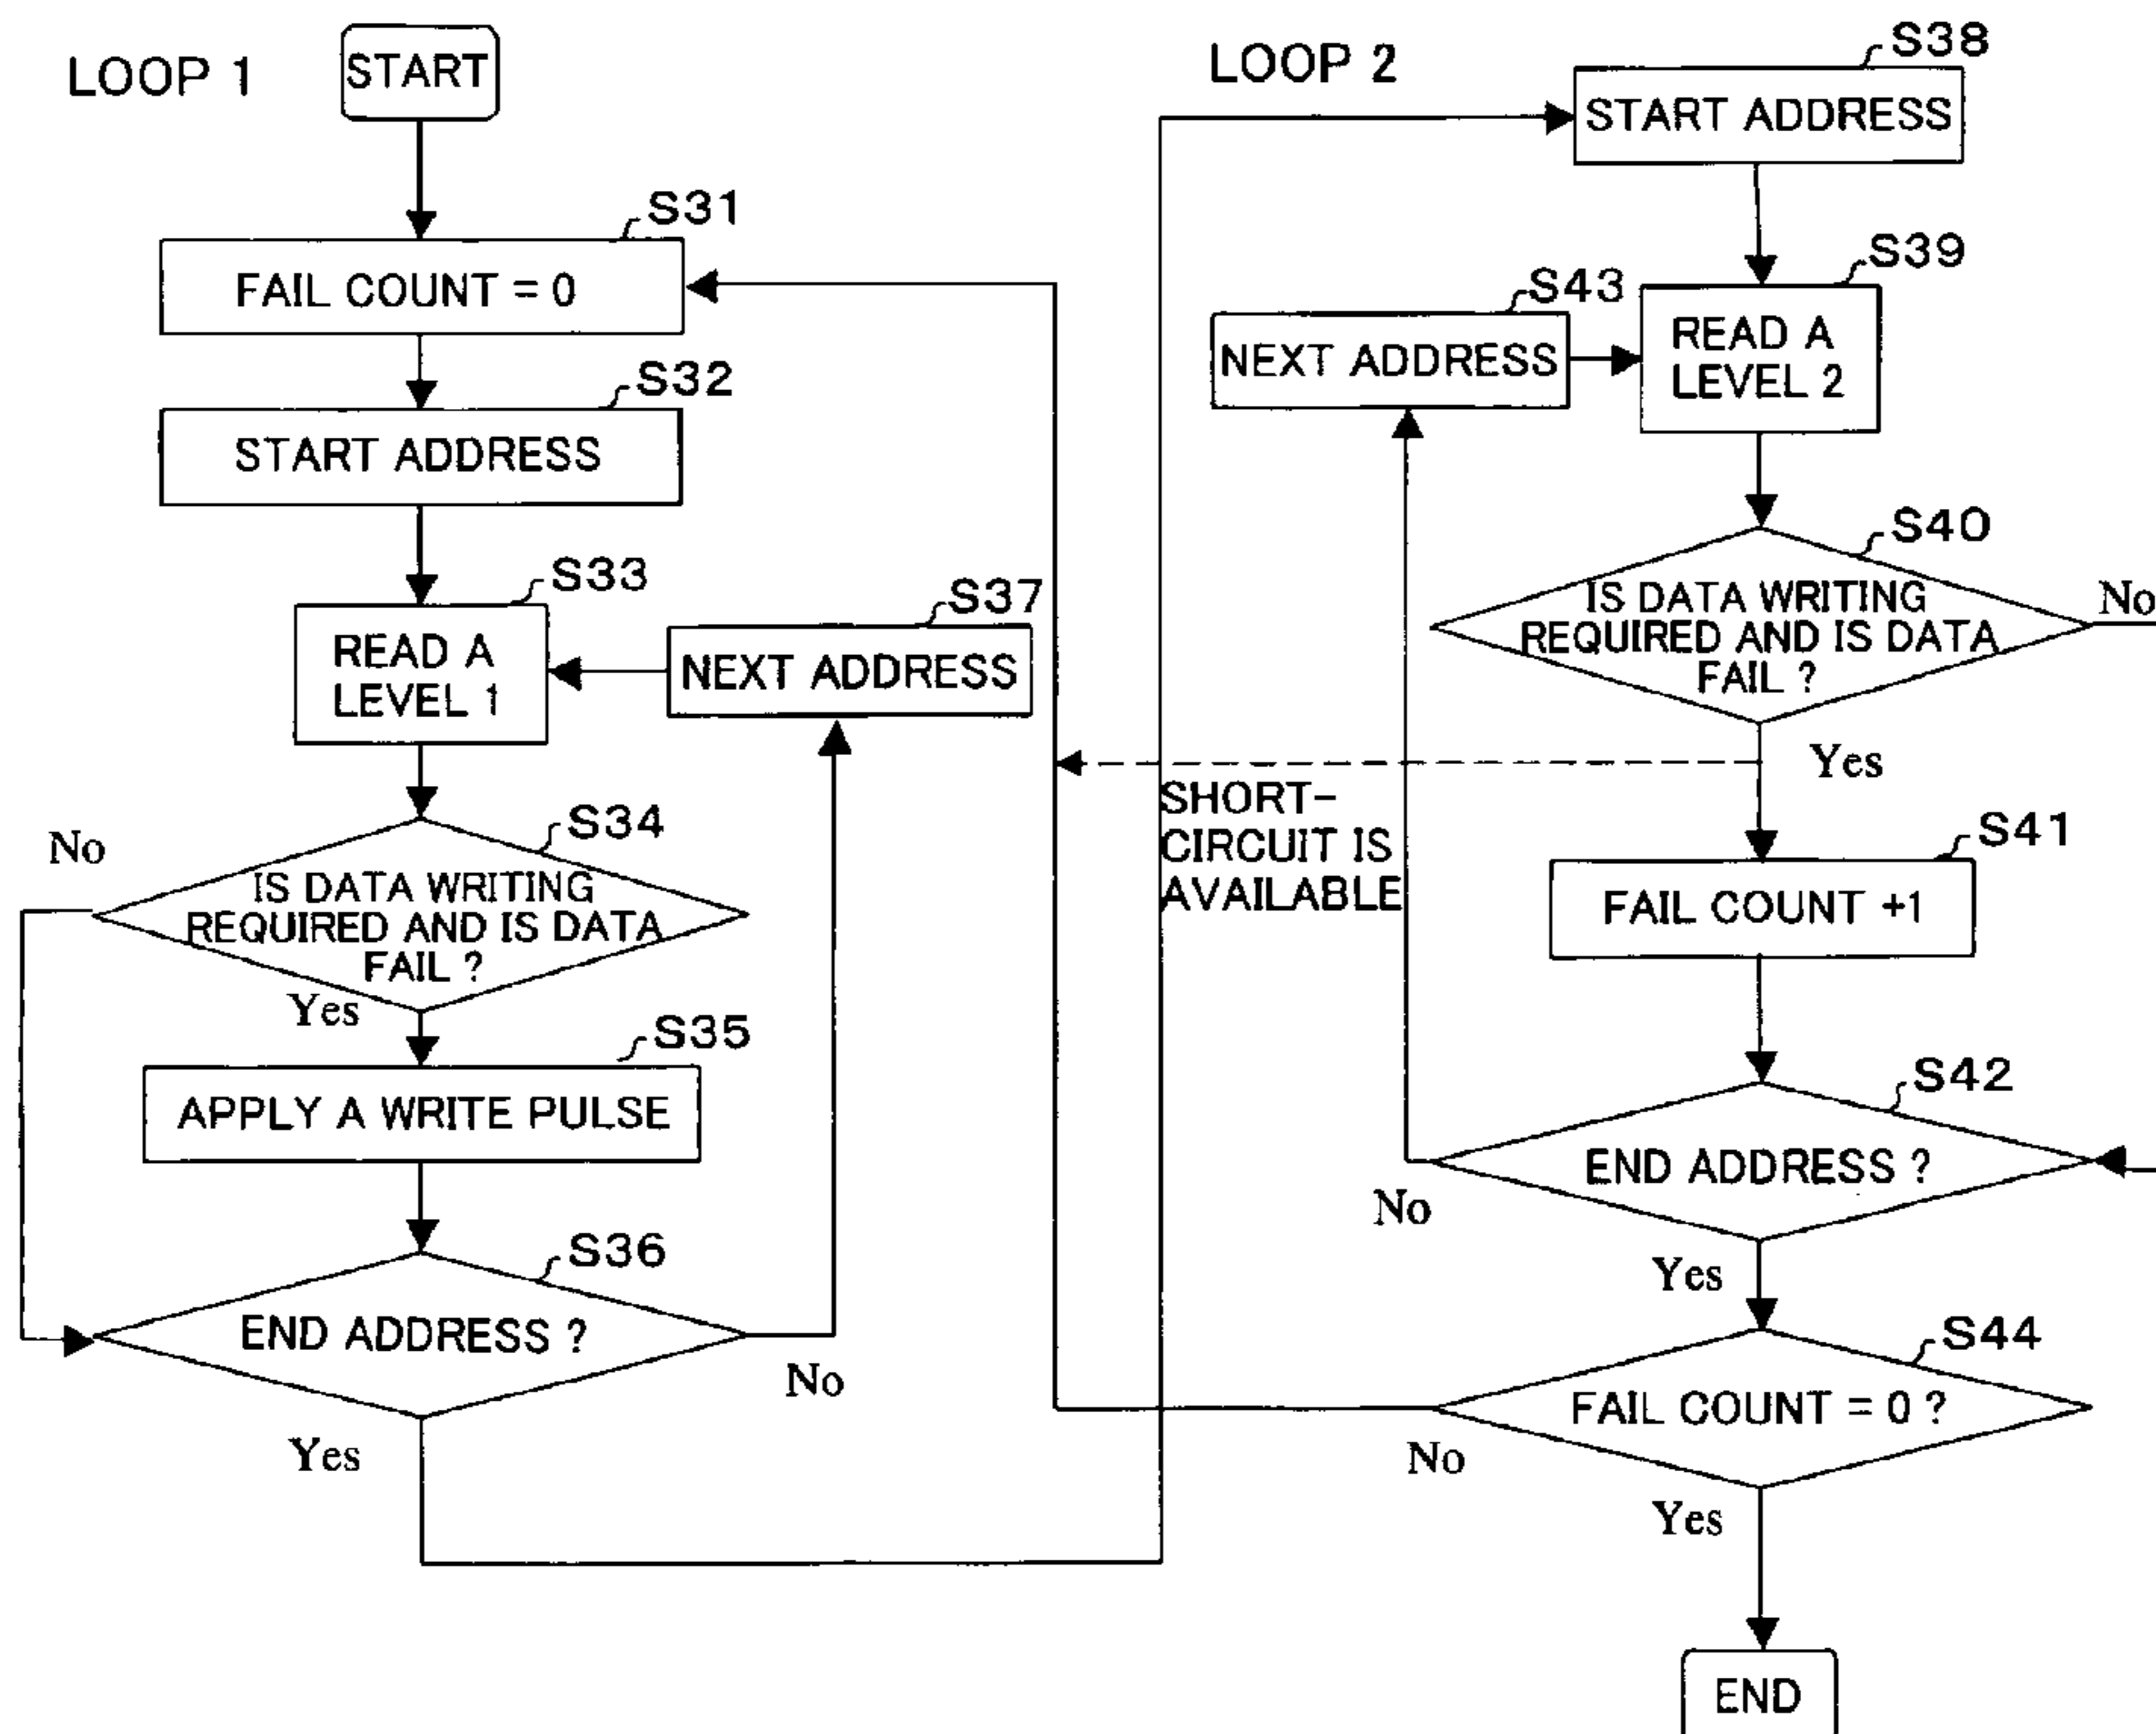 LOOP 1
START
S31
FAIL COUNT = 0
S32
START ADDRESS
S33
READ A
LEVEL 1
S37
NEXT ADDRESS
S34
No
IS DATA WRITING
REQUIRED AND IS DATA
FAIL ?
Yes
S35
APPLY A WRITE PULSE
S36
END ADDRESS ?
No
Yes
LOOP 2
S38
START ADDRESS
S39
READ A
LEVEL 2
S43
NEXT ADDRESS
S40
IS DATA WRITING
REQUIRED AND IS DATA
FAIL ?
No
Yes
SHORT-
CIRCUIT IS
AVAILABLE
S41
FAIL COUNT +1
S42
END ADDRESS ?
No
Yes
S44
FAIL COUNT = 0 ?
No
Yes
END